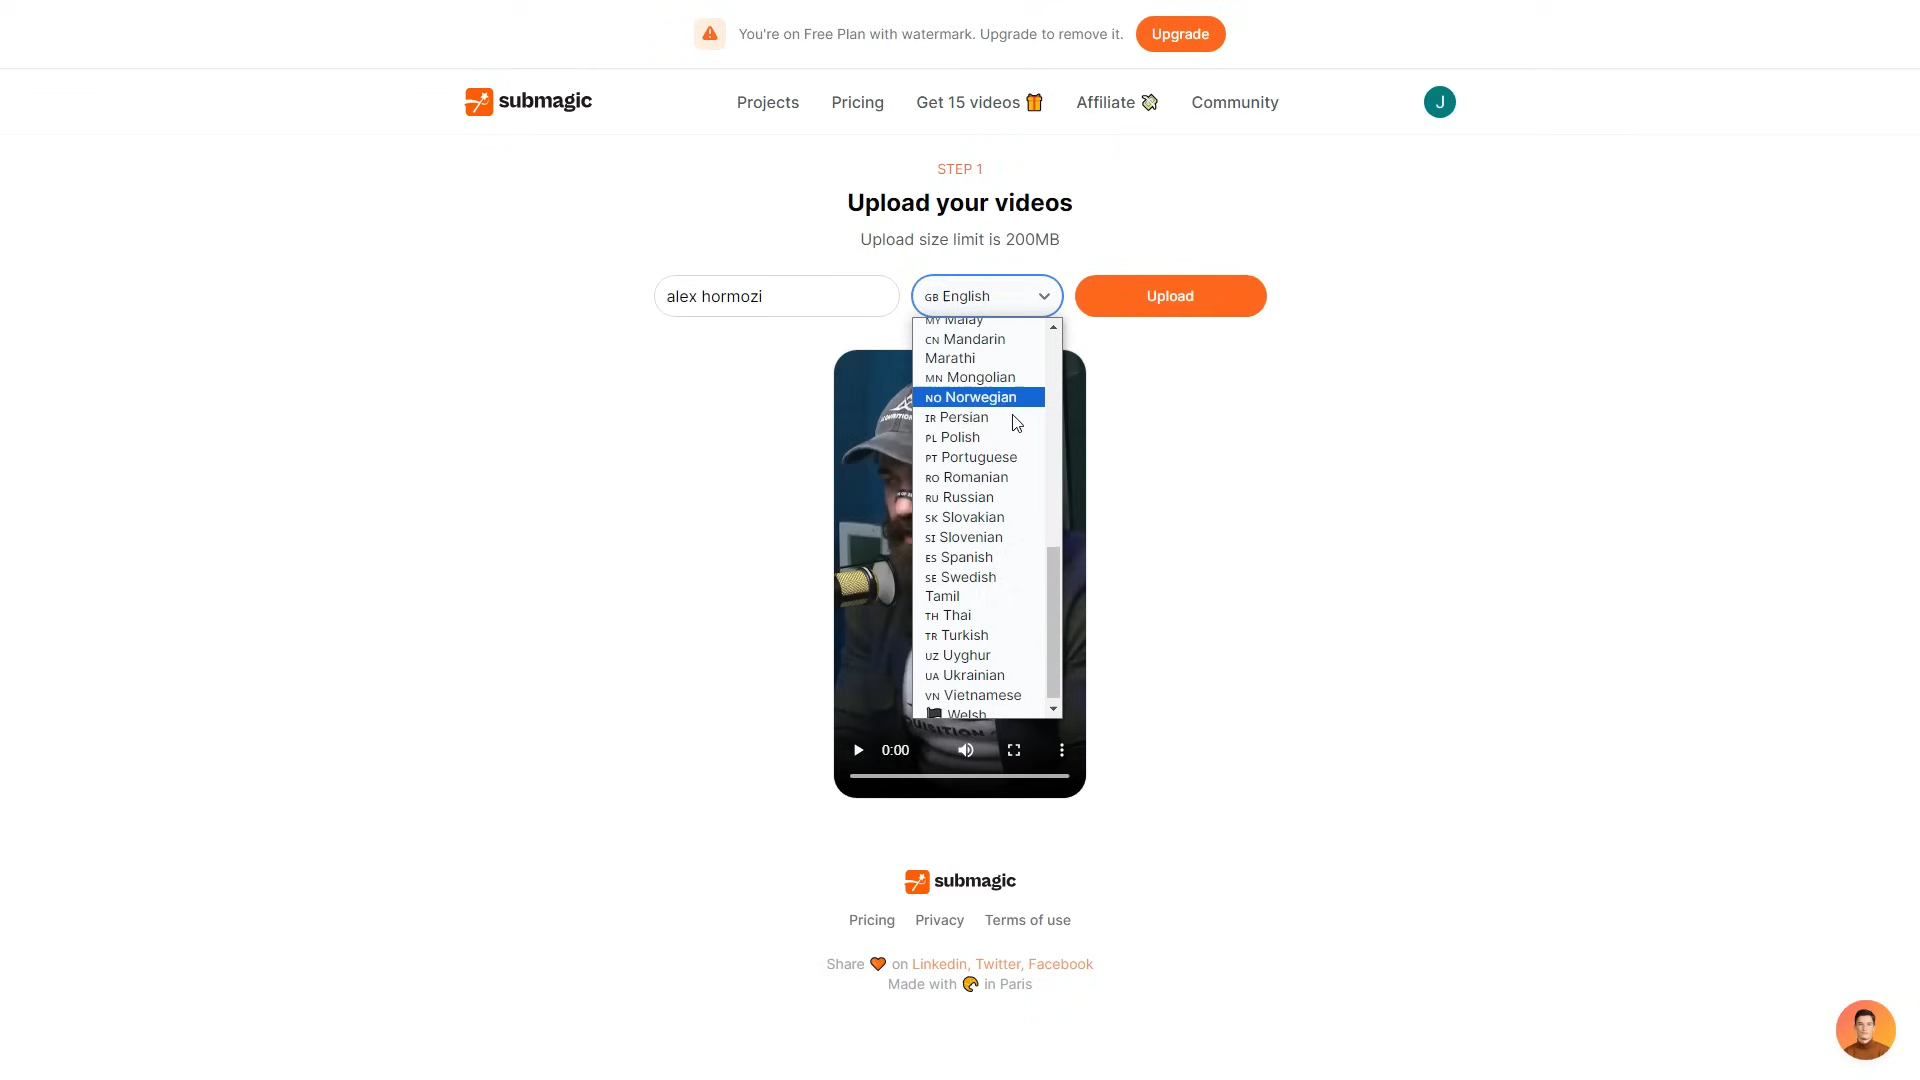 You're on Free Plan with watermark. Upgrade to remove it.
Upgrade
submagic
Projects
Pricing
Get 15 videos
Affiliate
Community
J
STEP 1
Upload your videos
Upload size limit is 200MB
alex hormozi
GB English
Upload
MY Malay
CN Mandarin
Marathi
MN Mongolian
NO Norwegian
IR Persian
PL Polish
PT Portuguese
RO Romanian
RU Russian
SK Slovakian
SI Slovenian
ES Spanish
SE Swedish
Tamil
TH Thai
TR Turkish
UZ Uyghur
UA Ukrainian
VN Vietnamese
Welsh
0:00
submagic
Pricing
Privacy
Terms of use
Share on Linkedin, Twitter, Facebook
Made with in Paris